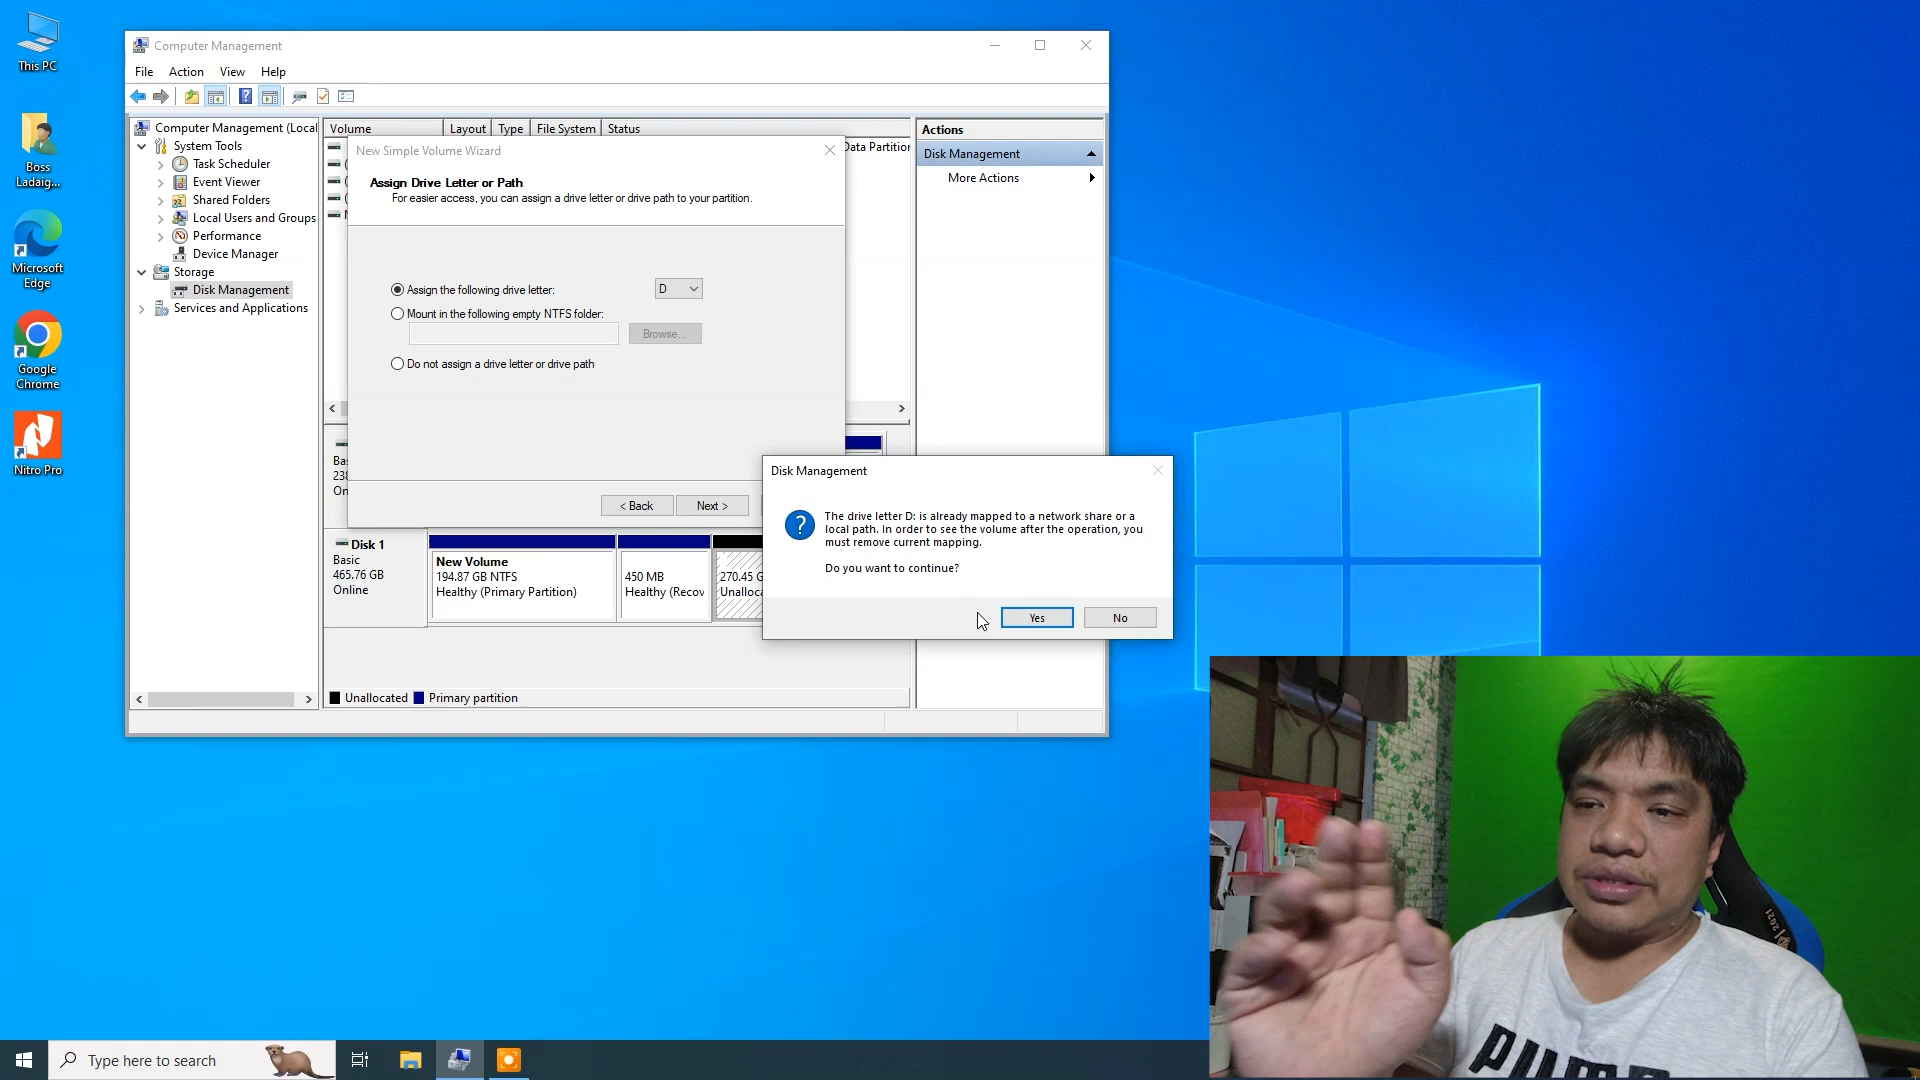 This PC
Boss
Ladaig...
Microsoft
Edge
Google
Chrome
Nitro Pro
Computer Management
File Action View Help
Computer Management (Local
System Tools
Task Scheduler
Event Viewer
Shared Folders
Local Users and Groups
Performance
Device Manager
Storage
Disk Management
Services and Applications
Volume Layout Type File System Status
Data Partition
New Simple Volume Wizard
Assign Drive Letter or Path
For easier access, you can assign a drive letter or drive path to your partition.
Assign the following drive letter: D
Mount in the following empty NTFS folder:
Browse...
Do not assign a drive letter or drive path
< Back Next >
Actions
Disk Management
More Actions
Disk Management
The drive letter D: is already mapped to a network share or a
local path. In order to see the volume after the operation, you
must remove current mapping.
Do you want to continue?
Yes No
Disk 1
Basic
465.76 GB
Online
New Volume
194.87 GB NTFS
Healthy (Primary Partition)
450 MB
Healthy (Recov
270.45 G
Unalloca
Unallocated Primary partition
Type here to search
2021
PUMA